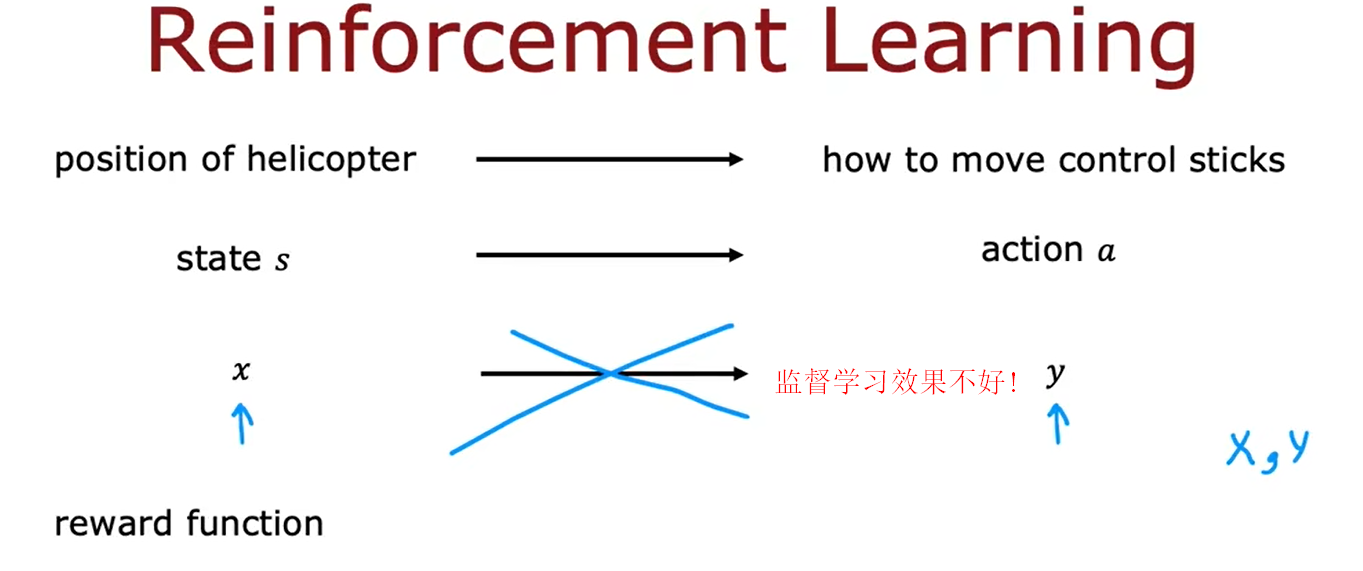 Reinforcement Learning
position of helicopter how to move control sticks
state s action a
x 监督学习效果不好! y
X, Y
reward function